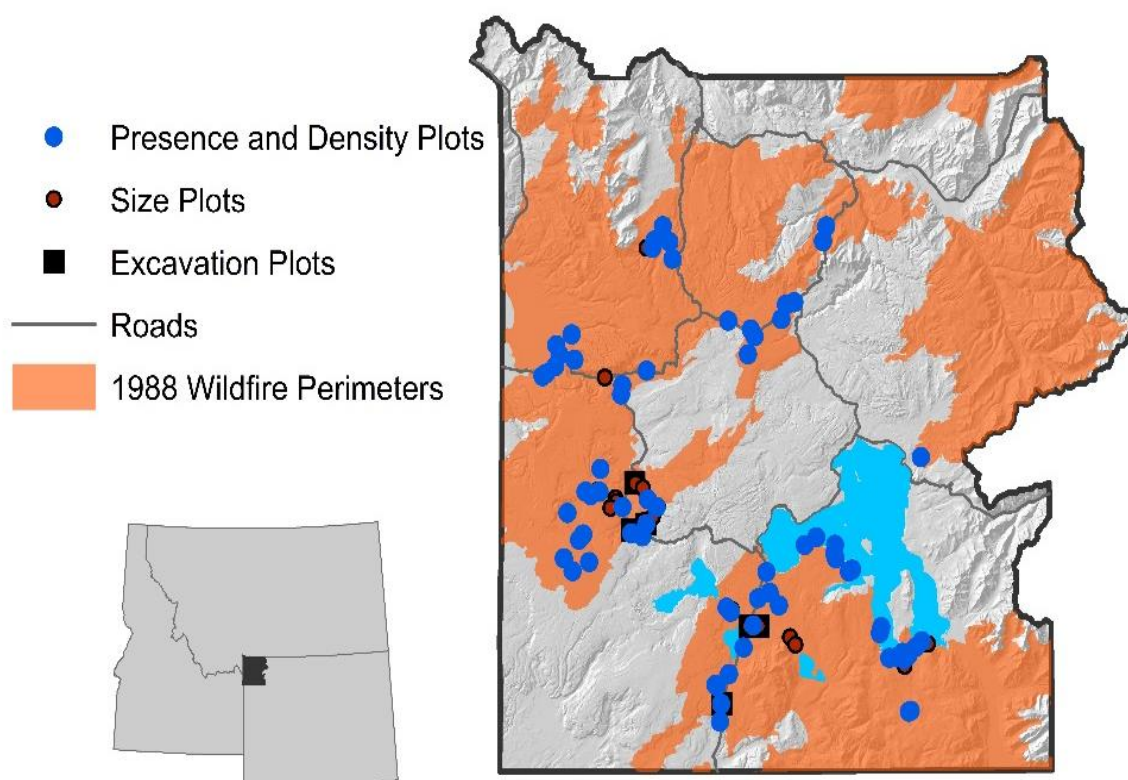 Presence and Density Plots
Size Plots
Excavation Plots
Roads
1988 Wildfire Perimeters